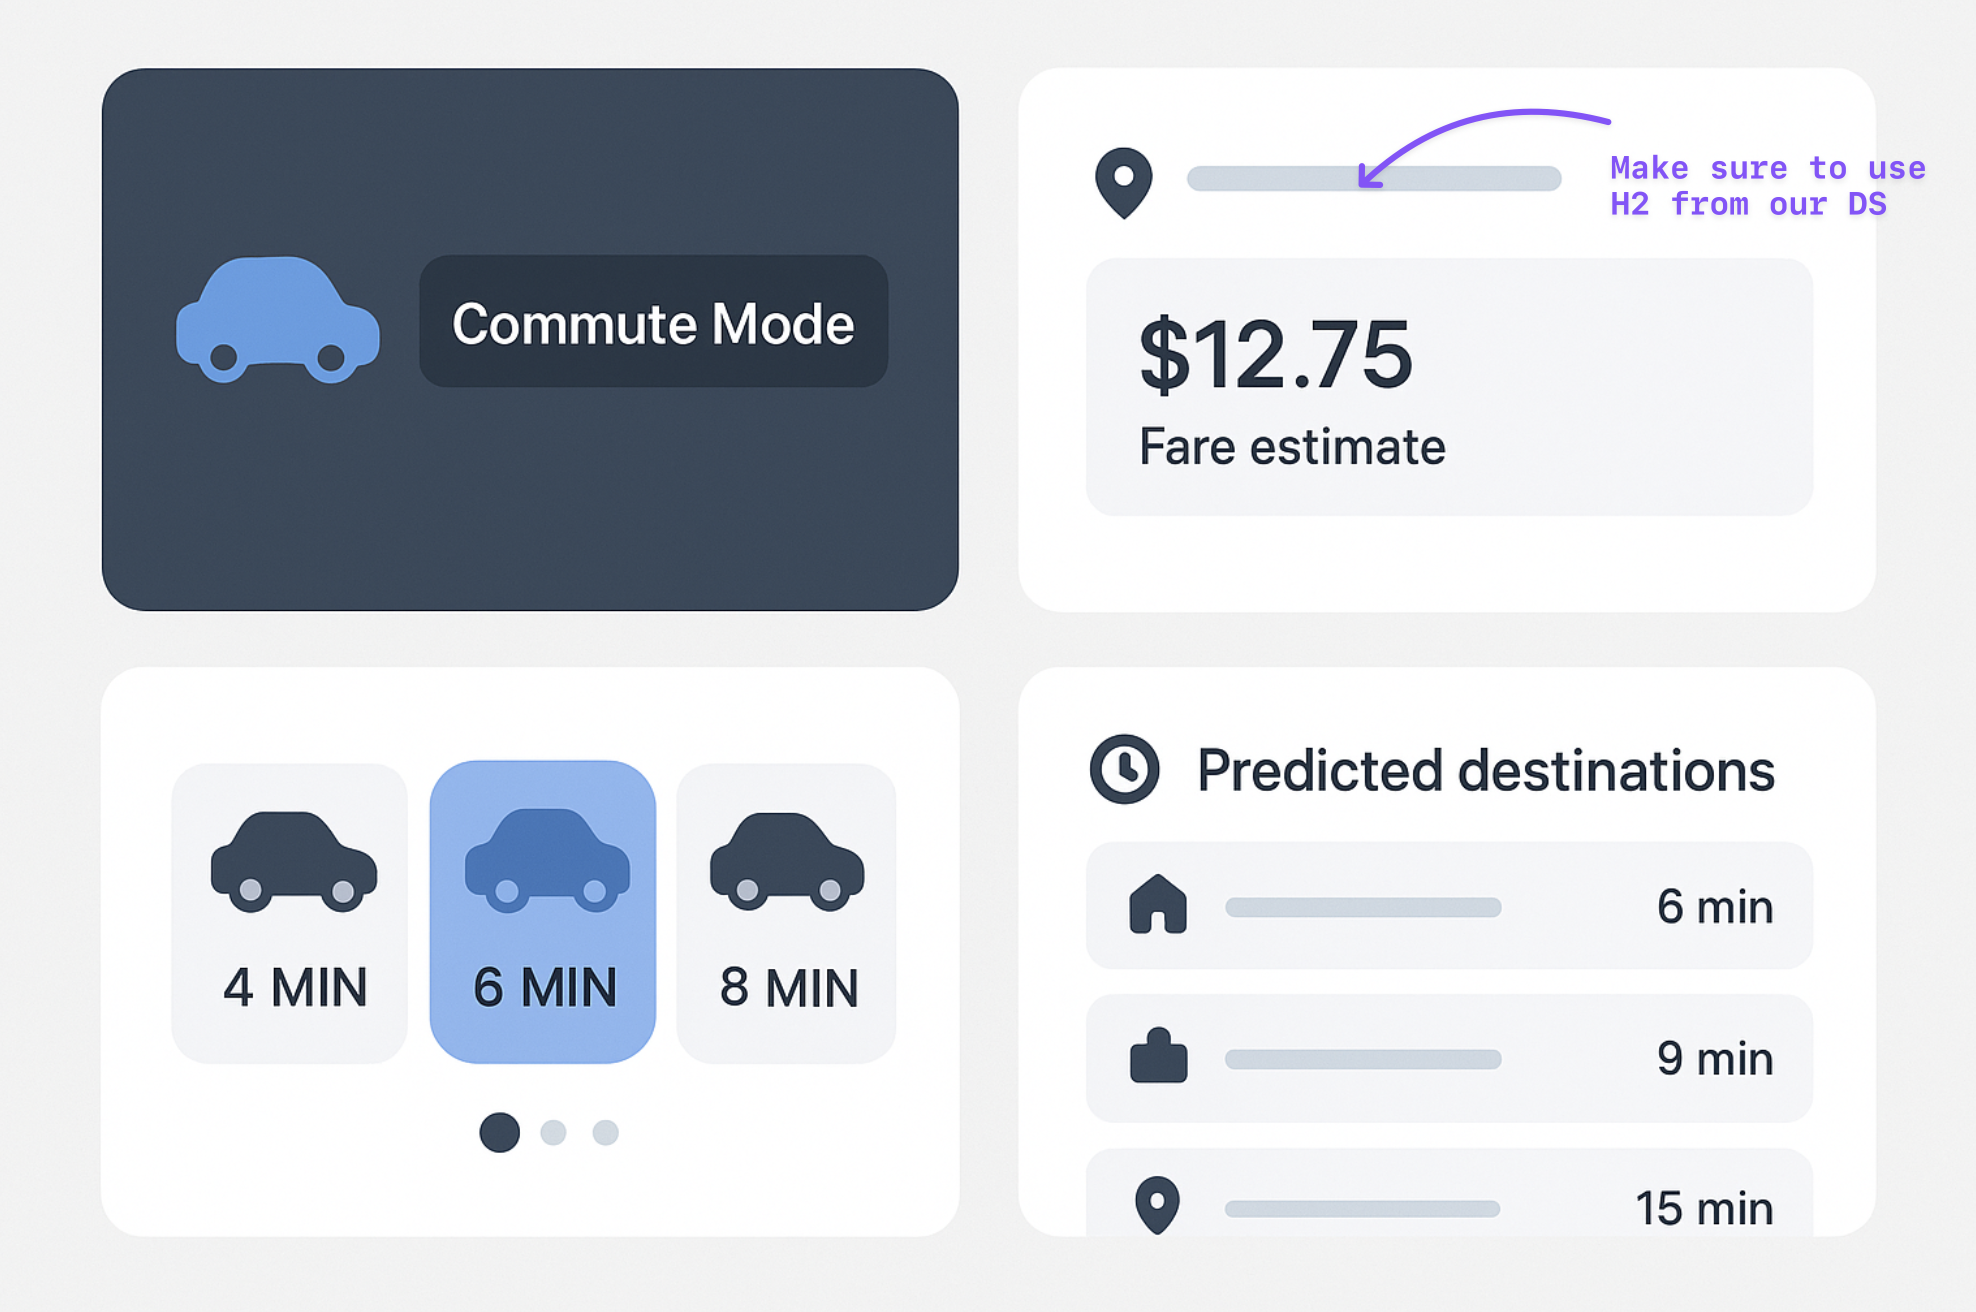 Commute Mode
Make sure to use
H2 from our DS
$12.75
Fare estimate
4 MIN
6 MIN
8 MIN
Predicted destinations
6 min
9 min
15 min